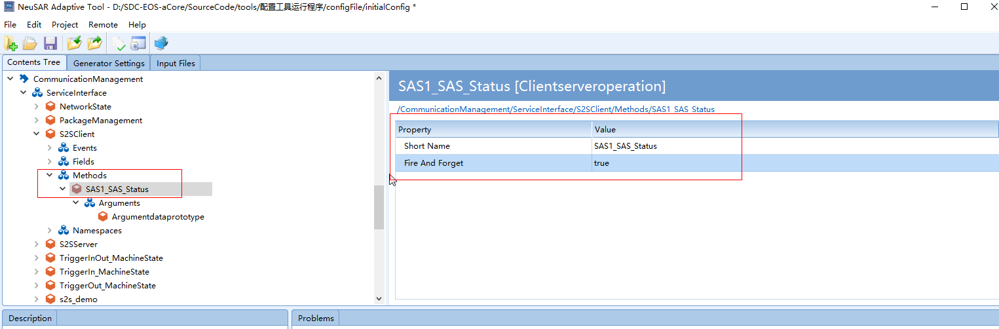 NeuSAR Adaptive Tool - D:/SDC-EOS-aCore/SourceCode/tools/配置工具运行程序/configFile/initialConfig *
File Edit Project Remote Help
Contents Tree Generator Settings Input Files
CommunicationManagement
ServiceInterface
NetworkState
PackageManagement
S2SClient
Events
Fields
Methods
SAS1_SAS_Status
Arguments
Argumentdataprototype
Namespaces
S2SServer
TriggerInOut_MachineState
TriggerIn_MachineState
TriggerOut_MachineState
s2s_demo
SAS1_SAS_Status [Clientserveroperation]
/CommunicationManagement/ServiceInterface/S2SClient/Methods/SAS1_SAS_Status
Property Value
Short Name SAS1_SAS_Status
Fire And Forget true
Description
Problems